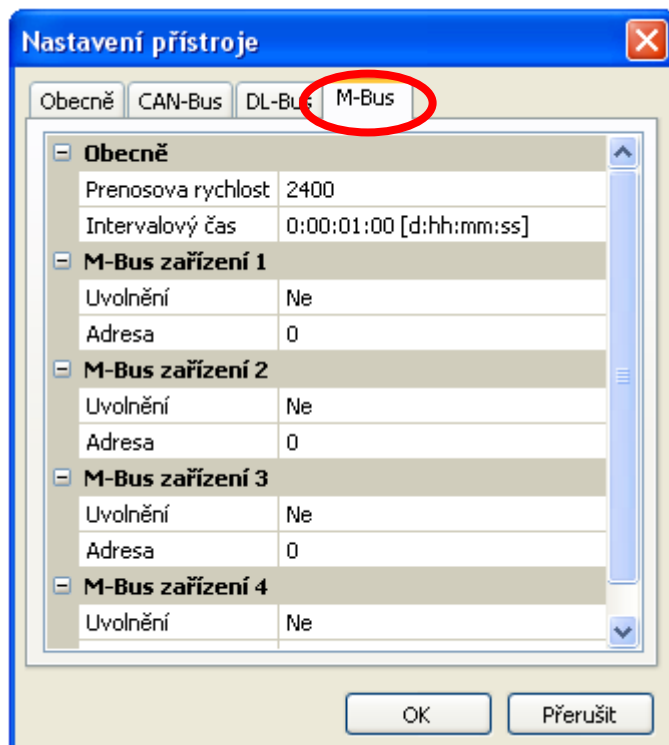 Nastavení přístroje
Obecně CAN-Bus DL-Bus M-Bus
Obecně
Prenosova rychlost 2400
Intervalový čas 0:00:01:00 [d:hh:mm:ss]
M-Bus zařízení 1
Uvolnění Ne
Adresa 0
M-Bus zařízení 2
Uvolnění Ne
Adresa 0
M-Bus zařízení 3
Uvolnění Ne
Adresa 0
M-Bus zařízení 4
Uvolnění Ne
OK Přerušit